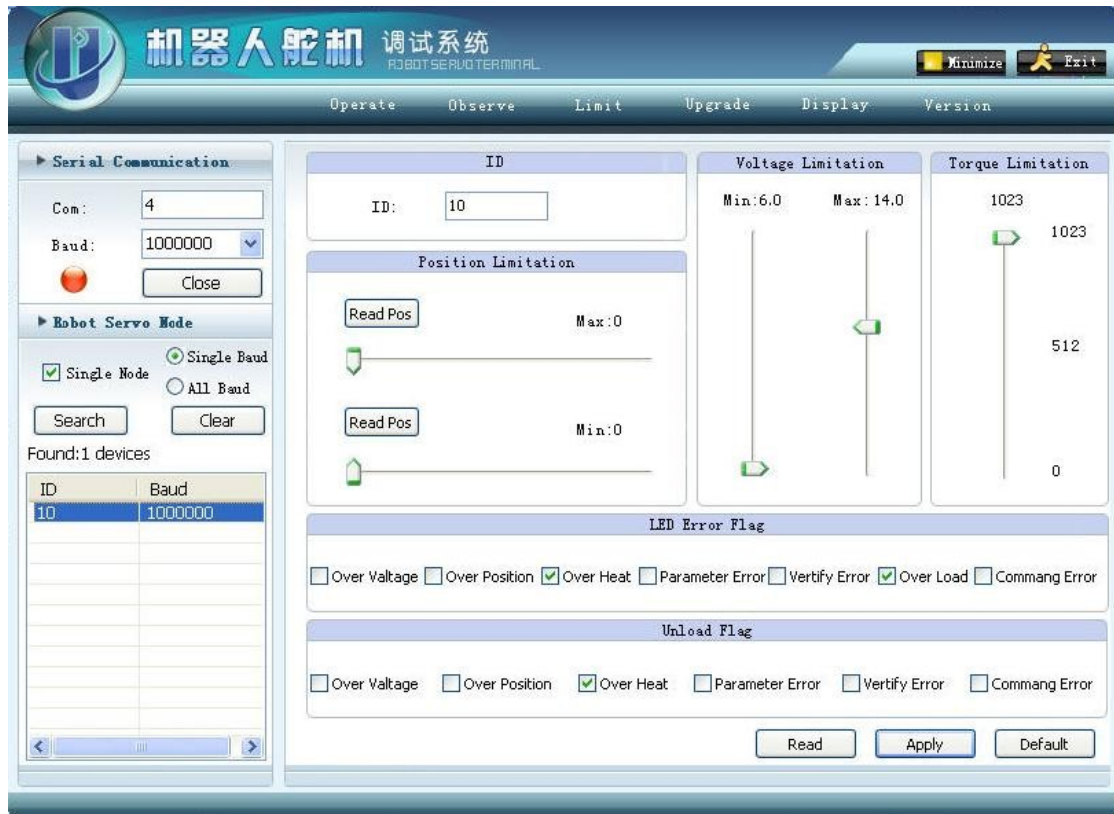 机器人舵机 调试系统
ROBOTSERVOTERMINAL
Minimize Exit
Operate Observe Limit Upgrade Display Version
Serial Communication
Com: 4
Baud: 1000000
Close
Robot Servo Node
Single Node
Single Baud
All Baud
Search Clear
Found:1 devices
ID Baud
10 1000000
ID
ID: 10
Position Limitation
Read Pos Max:0
Read Pos Min:0
Voltage Limitation
Min:6.0 Max:14.0
Torque Limitation
1023
1023
512
0
LED Error Flag
Over Valtage Over Position Over Heat Parameter Error Vertify Error Over Load Commang Error
Unload Flag
Over Valtage Over Position Over Heat Parameter Error Vertify Error Commang Error
Read Apply Default